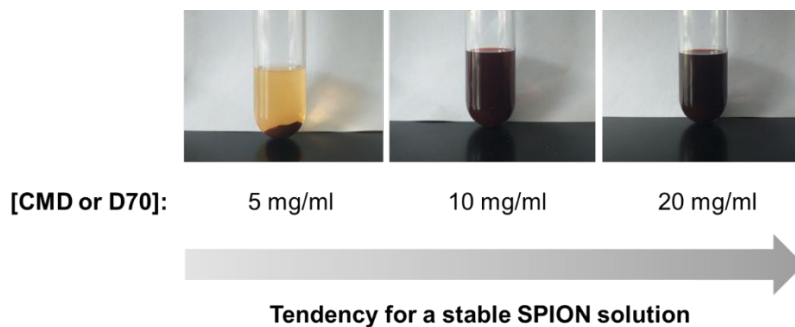 [CMD or D70]: 5 mg/ml 10 mg/ml 20 mg/ml
Tendency for a stable SPION solution